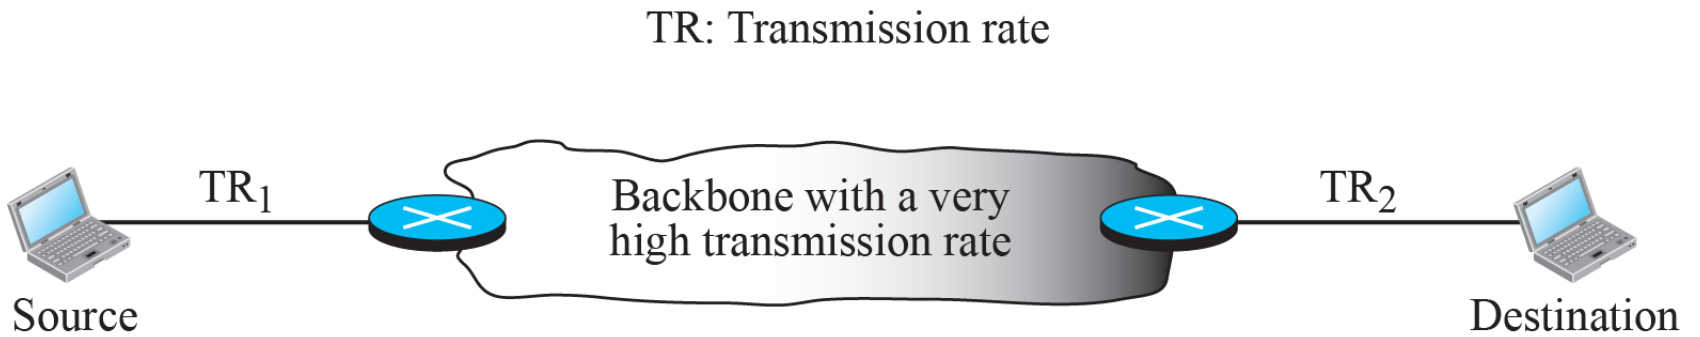 TR: Transmission rate
TR1
Backbone with a very
high transmission rate
TR2
Source
Destination